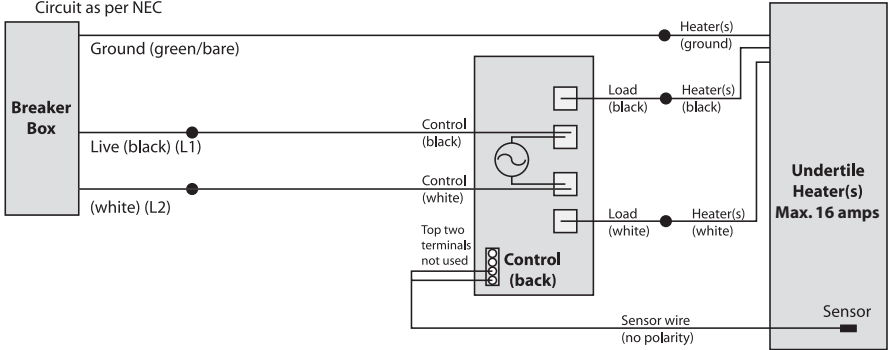 Circuit as per NEC
Ground (green/bare)
Heater(s)
(ground)
Breaker
Box
Load
(black)
Heater(s)
(black)
Live (black) (L1)
Control
(black)
(white) (L2)
Control
(white)
Load
(white)
Heater(s)
(white)
Undertile
Heater(s)
Max. 16 amps
Top two
terminals
not used
Control
(back)
Sensor wire
(no polarity)
Sensor